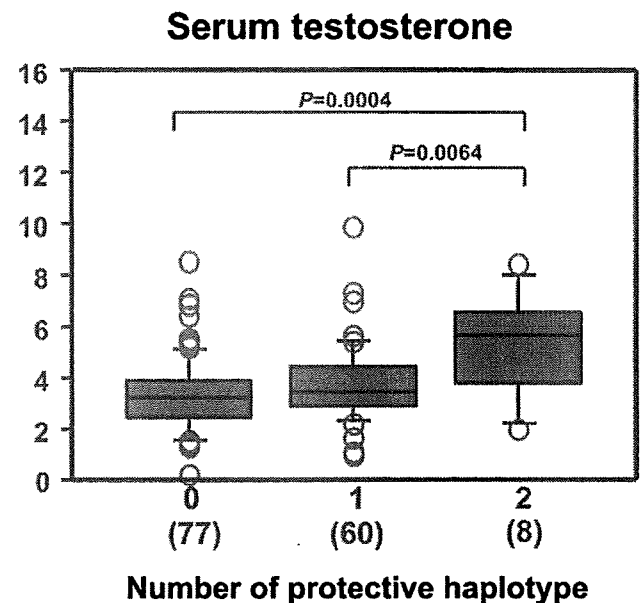 Serum testosterone
16
P=0.0004
14
P=0.0064
12
10
8
6
4
2
0
0 1 2
(77) (60) (8)
Number of protective haplotype